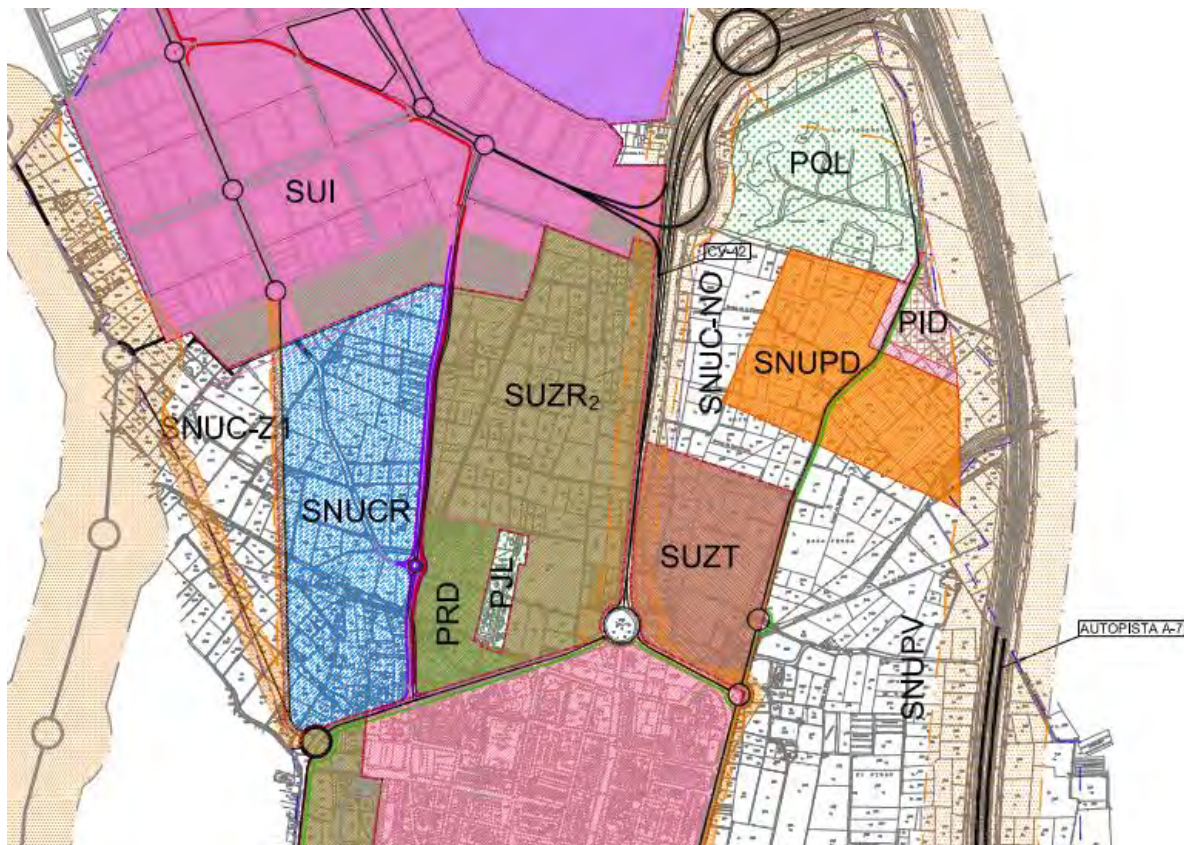 PQL
SUI
CV-42
SNUC-NO
PID
SNUPD
SUZR2
SNUC-Z1
SNUCR
SUZT
PJL
PRD
AUTOPISTA A-7
SNUPV